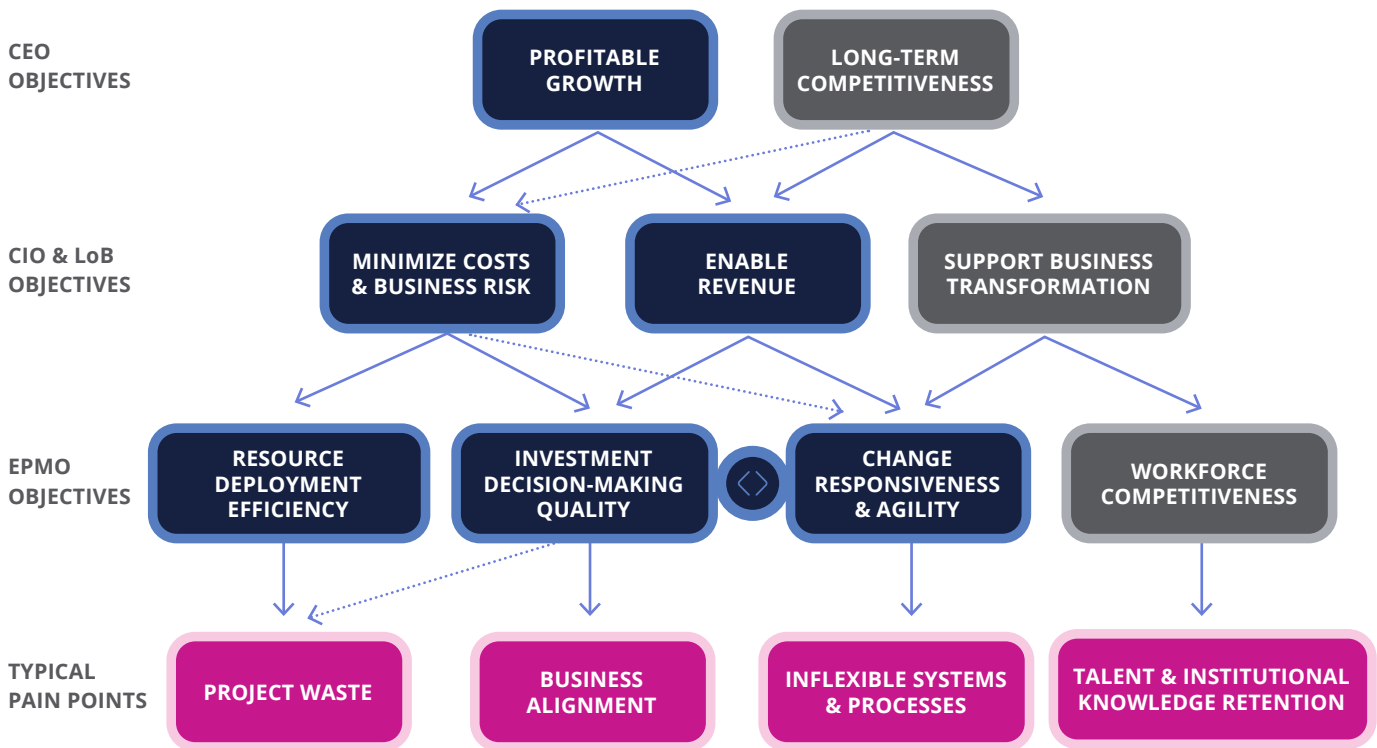 CEO
OBJECTIVES
PROFITABLE
GROWTH
LONG-TERM
COMPETITIVENESS
CIO & LoB
OBJECTIVES
MINIMIZE COSTS
& BUSINESS RISK
ENABLE
REVENUE
SUPPORT BUSINESS
TRANSFORMATION
EPMO
OBJECTIVES
RESOURCE
DEPLOYMENT
EFFICIENCY
INVESTMENT
DECISION-MAKING
QUALITY
CHANGE
RESPONSIVENESS
& AGILITY
WORKFORCE
COMPETITIVENESS
TYPICAL
PAIN POINTS
PROJECT WASTE
BUSINESS
ALIGNMENT
INFLEXIBLE SYSTEMS
& PROCESSES
TALENT & INSTITUTIONAL
KNOWLEDGE RETENTION